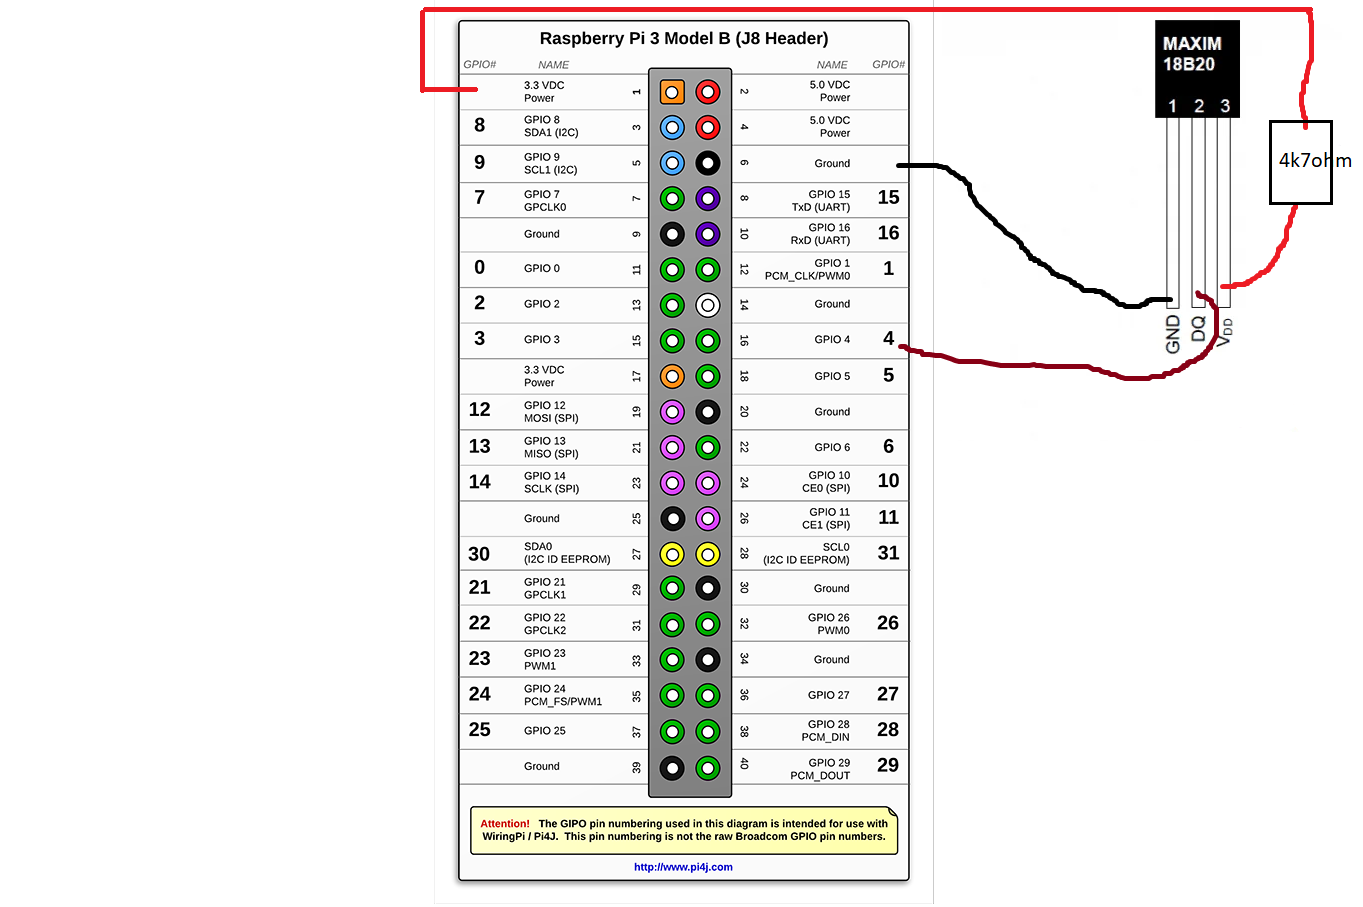 Raspberry Pi 3 Model B (J8 Header)
GPIO# NAME NAME GPIO#
3.3 VDC
Power 1 2 5.0 VDC
Power
8 GPIO 8
SDA1 (I2C) 3 4 5.0 VDC
Power
9 GPIO 9
SCL1 (I2C) 5 6 Ground
7 GPIO 7
GPCLK0 7 8 GPIO 15
TxD (UART) 15
Ground 9 10 GPIO 16
RxD (UART) 16
0 GPIO 0 11 12 GPIO 1
PCM_CLK/PWM0 1
2 GPIO 2 13 14 Ground
3 GPIO 3 15 16 GPIO 4 4
3.3 VDC
Power 17 18 GPIO 5 5
12 GPIO 12
MOSI (SPI) 19 20 Ground
13 GPIO 13
MISO (SPI) 21 22 GPIO 6 6
14 GPIO 14
SCLK (SPI) 23 24 GPIO 10
CE0 (SPI) 10
Ground 25 26 GPIO 11
CE1 (SPI) 11
30 SDA0
(I2C ID EEPROM) 27 28 SCL0
(I2C ID EEPROM) 31
21 GPIO 21
GPCLK1 29 30 Ground
22 GPIO 22
GPCLK2 31 32 GPIO 26
PWM0 26
23 GPIO 23
PWM1 33 34 Ground
24 GPIO 24
PCM_FS/PWM1 35 36 GPIO 27 27
25 GPIO 25 37 38 GPIO 28
PCM_DIN 28
Ground 39 40 GPIO 29
PCM_DOUT 29
Attention! The GIPO pin numbering used in this diagram is intended for use with
WiringPi / Pi4J. This pin numbering is not the raw Broadcom GPIO pin numbers.
http://www.pi4j.com
MAXIM
18B20
1 2 3
4k7ohm
GND DQ VDD